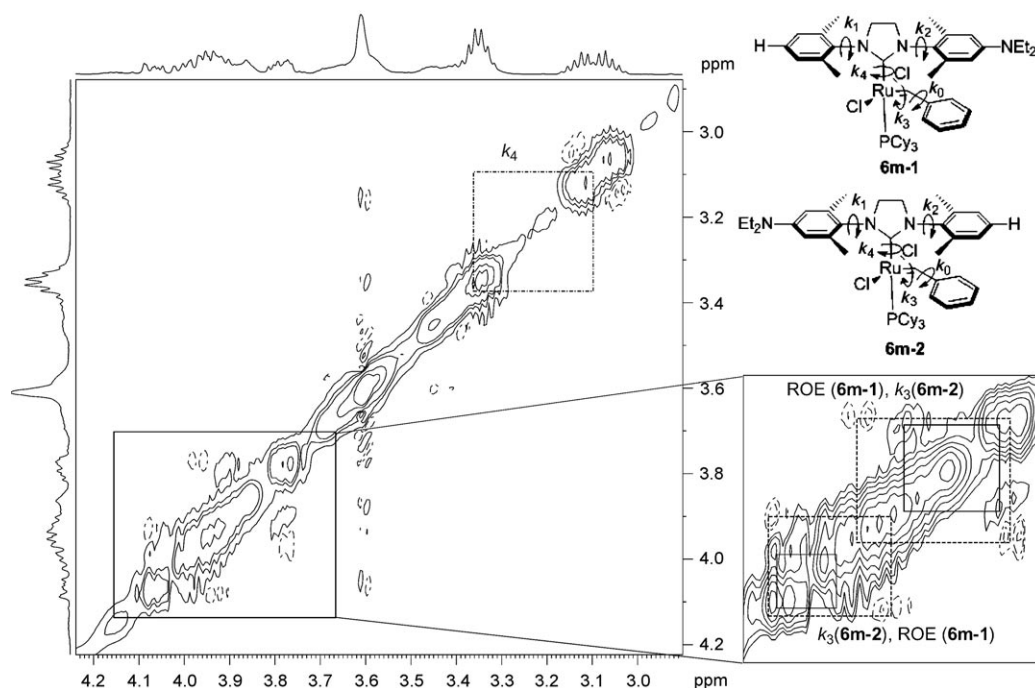 ppm
k4
3.0
3.2
3.4
3.6
3.8
4.0
4.2
4.2 4.1 4.0 3.9 3.8 3.7 3.6 3.5 3.4 3.3 3.2 3.1 3.0
ppm
k1
k2
H
N
N
NEt2
k4
Cl
Ru
k0
Cl
k3
PCy3
6m-1
k1
k2
Et2N
N
N
H
k4
Cl
Ru
k0
Cl
k3
PCy3
6m-2
ROE (6m-1), k3(6m-2)
k3(6m-2), ROE (6m-1)